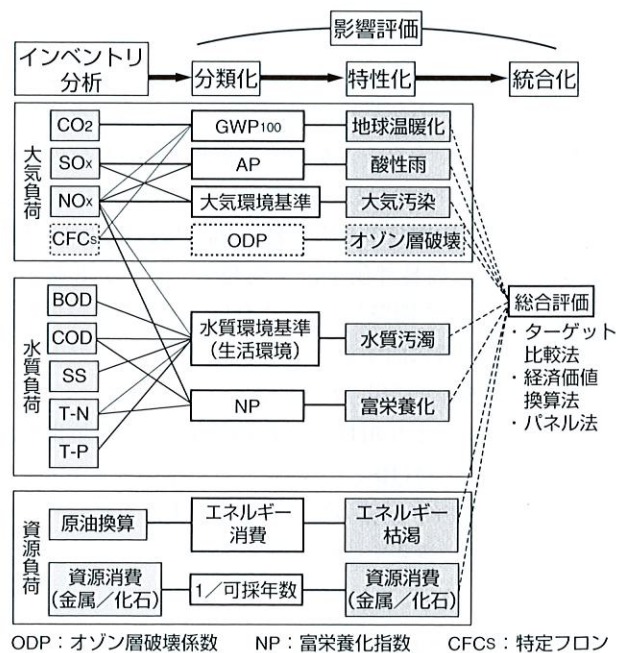 影響評価
インベントリ
分析
分類化
特性化
統合化
大気負荷
CO2
GWP100
地球温暖化
SOx
AP
酸性雨
NOx
大気環境基準
大気汚染
CFCs
ODP
オゾン層破壊
水質負荷
BOD
COD
SS
T-N
T-P
水質環境基準
(生活環境)
水質汚濁
NP
富栄養化
総合評価
・ターゲット
比較法
・経済価値
換算法
・パネル法
資源負荷
原油換算
エネルギー
消費
エネルギー
枯渇
資源消費
(金属/化石)
1/可採年数
資源消費
(金属/化石)
ODP:オゾン層破壊係数 NP:富栄養化指数 CFCs:特定フロン